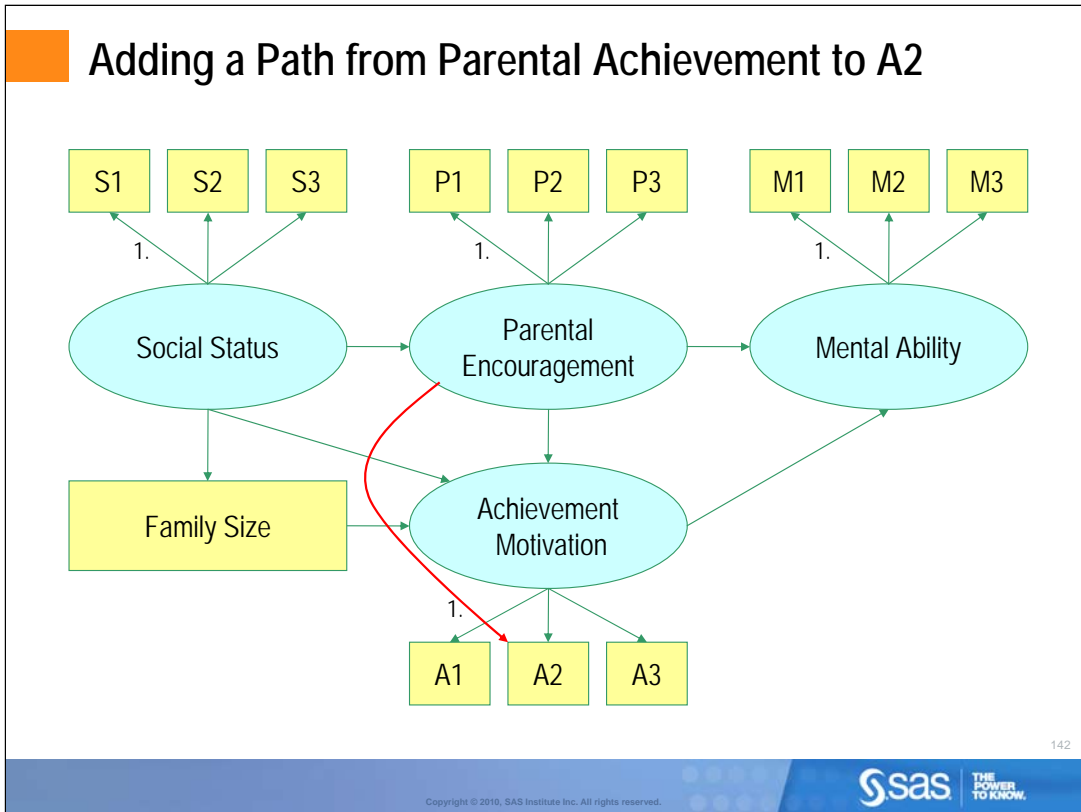 Adding a Path from Parental Achievement to A2
S1 S2 S3 P1 P2 P3 M1 M2 M3
1. 1. 1.
Social Status
Parental
Encouragement
Mental Ability
Family Size
Achievement
Motivation
1.
A1 A2 A3
142
Copyright © 2010, SAS Institute Inc. All rights reserved.
sas
THE
POWER
TO KNOW.